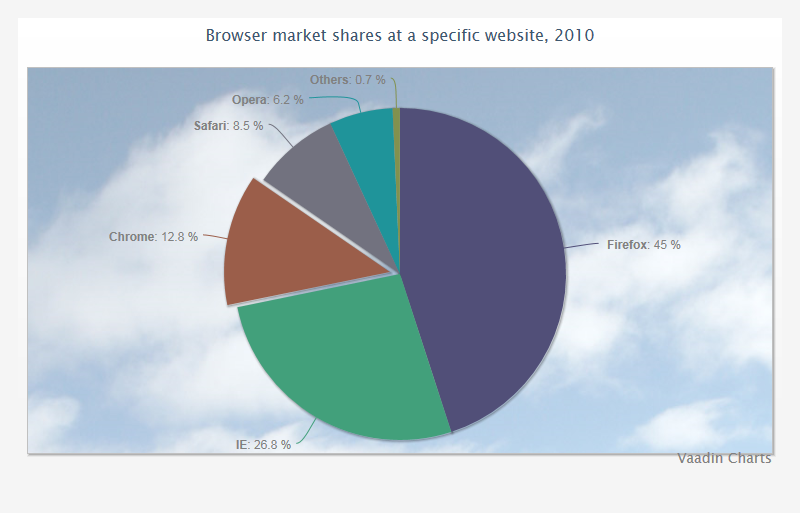 Browser market shares at a specific website, 2010
Others: 0.7 %
Opera: 6.2 %
Safari: 8.5 %
Chrome: 12.8 %
Firefox: 45 %
IE: 26.8 %
Vaadin Charts